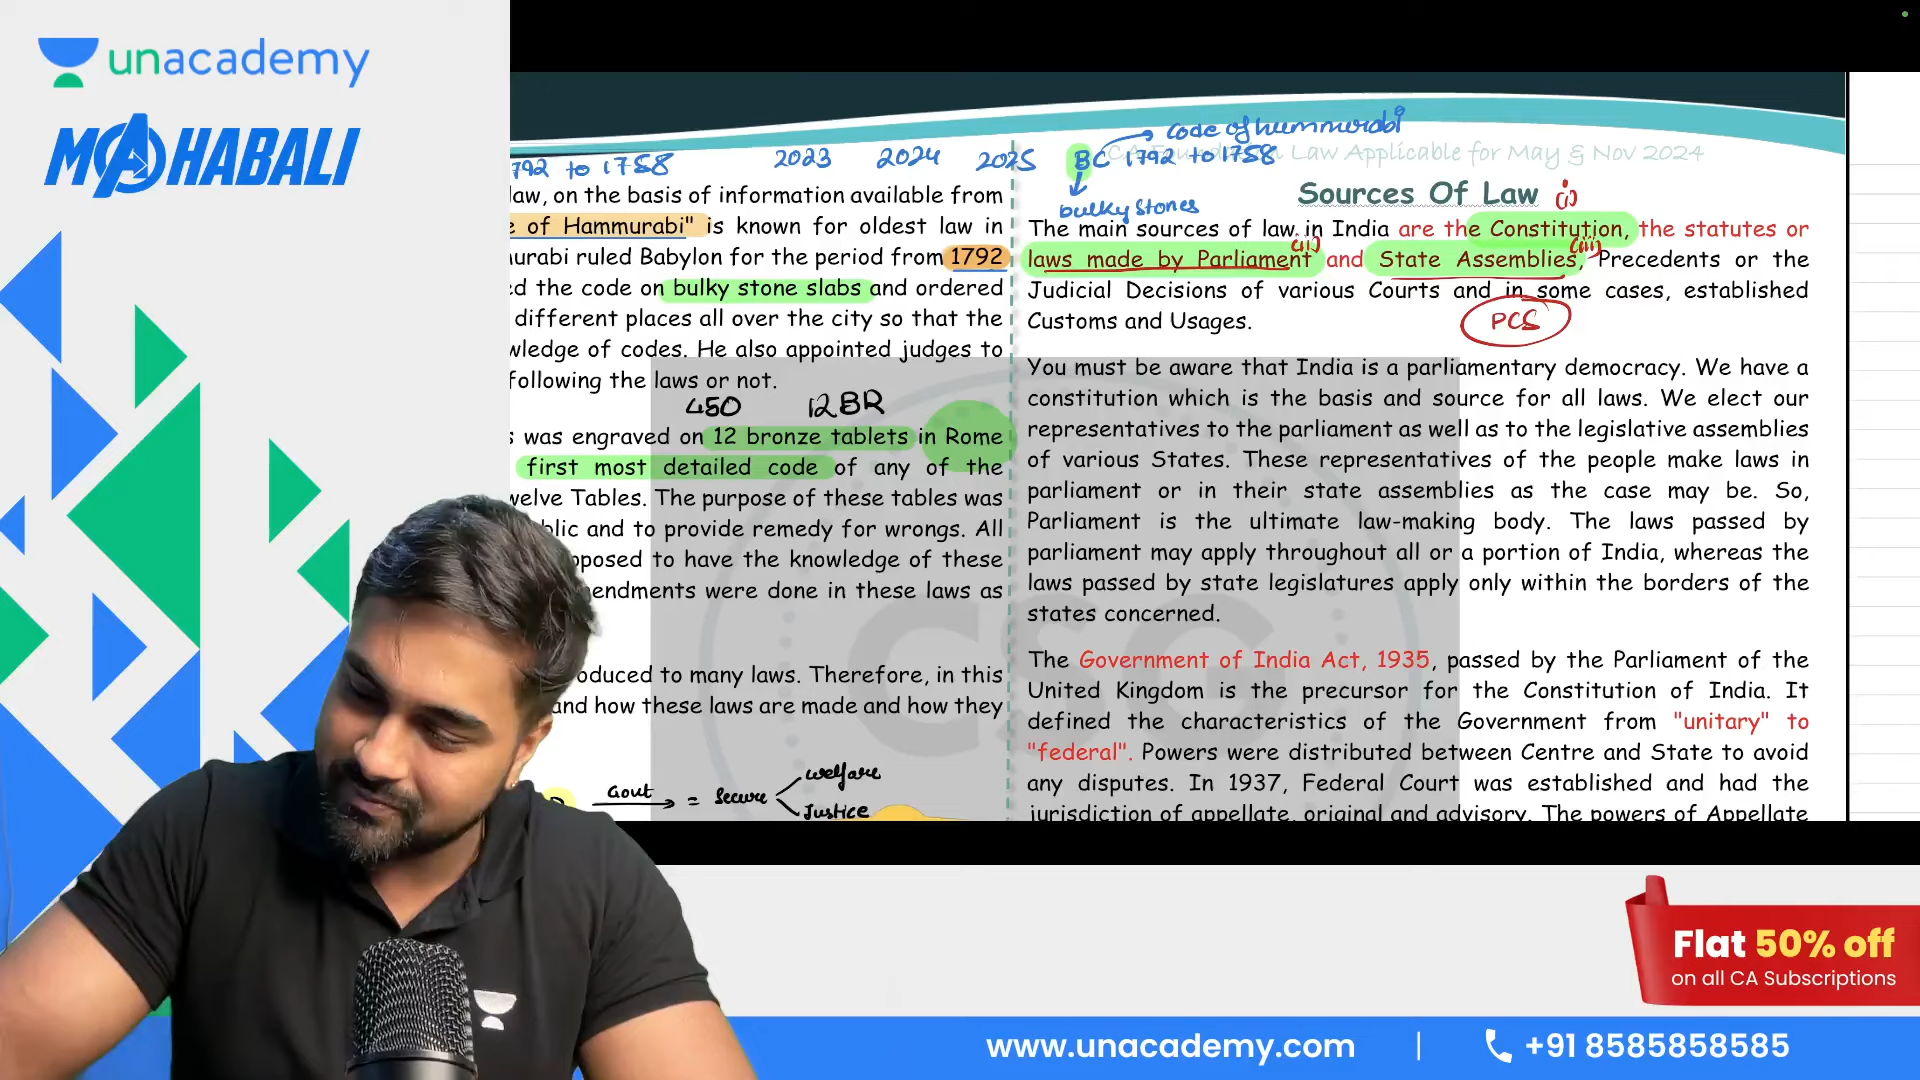 unacademy
MAHABALI
1792 to 1758 2023 2024 2025
law, on the basis of information available from
e of Hammurabi" is known for oldest law in
urabi ruled Babylon for the period from 1792
ed the code on bulky stone slabs and ordered
different places all over the city so that the
wledge of codes. He also appointed judges to
following the laws or not.
450 12BR
s was engraved on 12 bronze tablets in Rome
first most detailed code of any of the
welve Tables. The purpose of these tables was
blic and to provide remedy for wrongs. All
pposed to have the knowledge of these
endments were done in these laws as
oduced to many laws. Therefore, in this
and how these laws are made and how they
Govt = Secure welfare
Justice
Code of hummurabi
BC 1792 to 1758
CA Foundation Law Applicable for May & Nov 2024
bulky stones
Sources Of Law (i)
The main sources of law in India are the Constitution, the statutes or
(ii) (iii)
laws made by Parliament and State Assemblies, Precedents or the
Judicial Decisions of various Courts and in some cases, established
Customs and Usages.
PCS
You must be aware that India is a parliamentary democracy. We have a
constitution which is the basis and source for all laws. We elect our
representatives to the parliament as well as to the legislative assemblies
of various States. These representatives of the people make laws in
parliament or in their state assemblies as the case may be. So,
Parliament is the ultimate law-making body. The laws passed by
parliament may apply throughout all or a portion of India, whereas the
laws passed by state legislatures apply only within the borders of the
states concerned.
The Government of India Act, 1935, passed by the Parliament of the
United Kingdom is the precursor for the Constitution of India. It
defined the characteristics of the Government from "unitary" to
"federal". Powers were distributed between Centre and State to avoid
any disputes. In 1937, Federal Court was established and had the
jurisdiction of appellate, original and advisory. The powers of Appellate
CSG
Flat 50% off
on all CA Subscriptions
www.unacademy.com | +91 8585858585